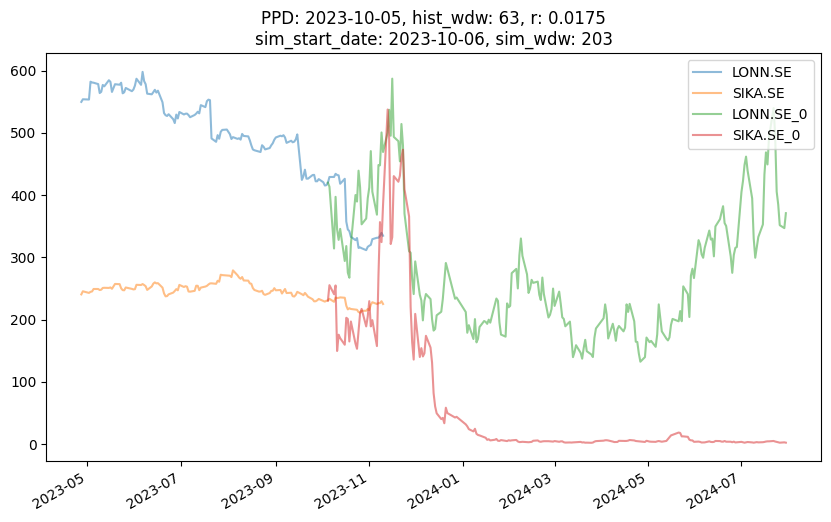 PPD: 2023-10-05, hist_wdw: 63, r: 0.0175
sim_start_date: 2023-10-06, sim_wdw: 203
LONN.SE
SIKA.SE
LONN.SE_0
SIKA.SE_0
600
500
400
300
200
100
0
2023-05
2023-07
2023-09
2023-11
2024-01
2024-03
2024-05
2024-07